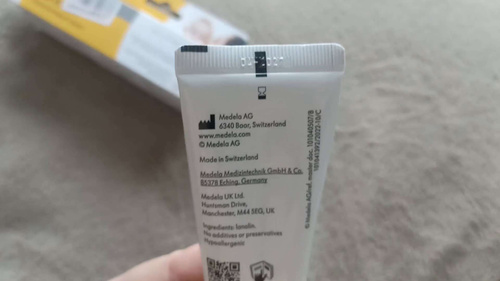 Medela AG
6340 Baar, Switzerland
www.medela.com
© Medela AG
Made in Switzerland
Medela Medizintechnik GmbH & Co.
85378 Eching, Germany
Medela UK Ltd.
Huntsman Drive,
Manchester, M44 5EG, UK
Ingredients: lanolin.
No additives or preservatives
Hypoallergenic